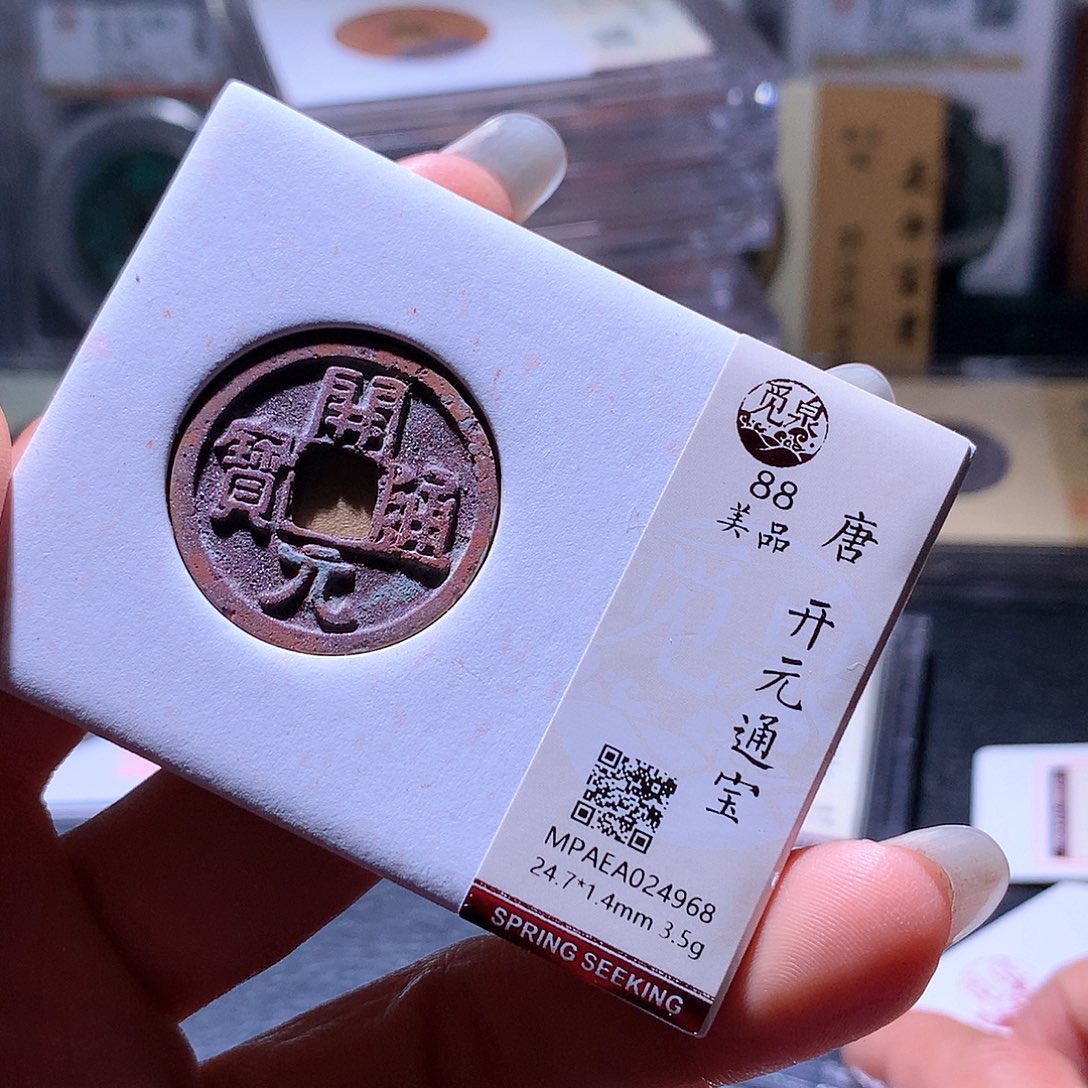 開元通寶
觅泉
88
美品
唐 开元通宝
MPAEA024968
24.7*1.4mm 3.5g
SPRING SEEKING